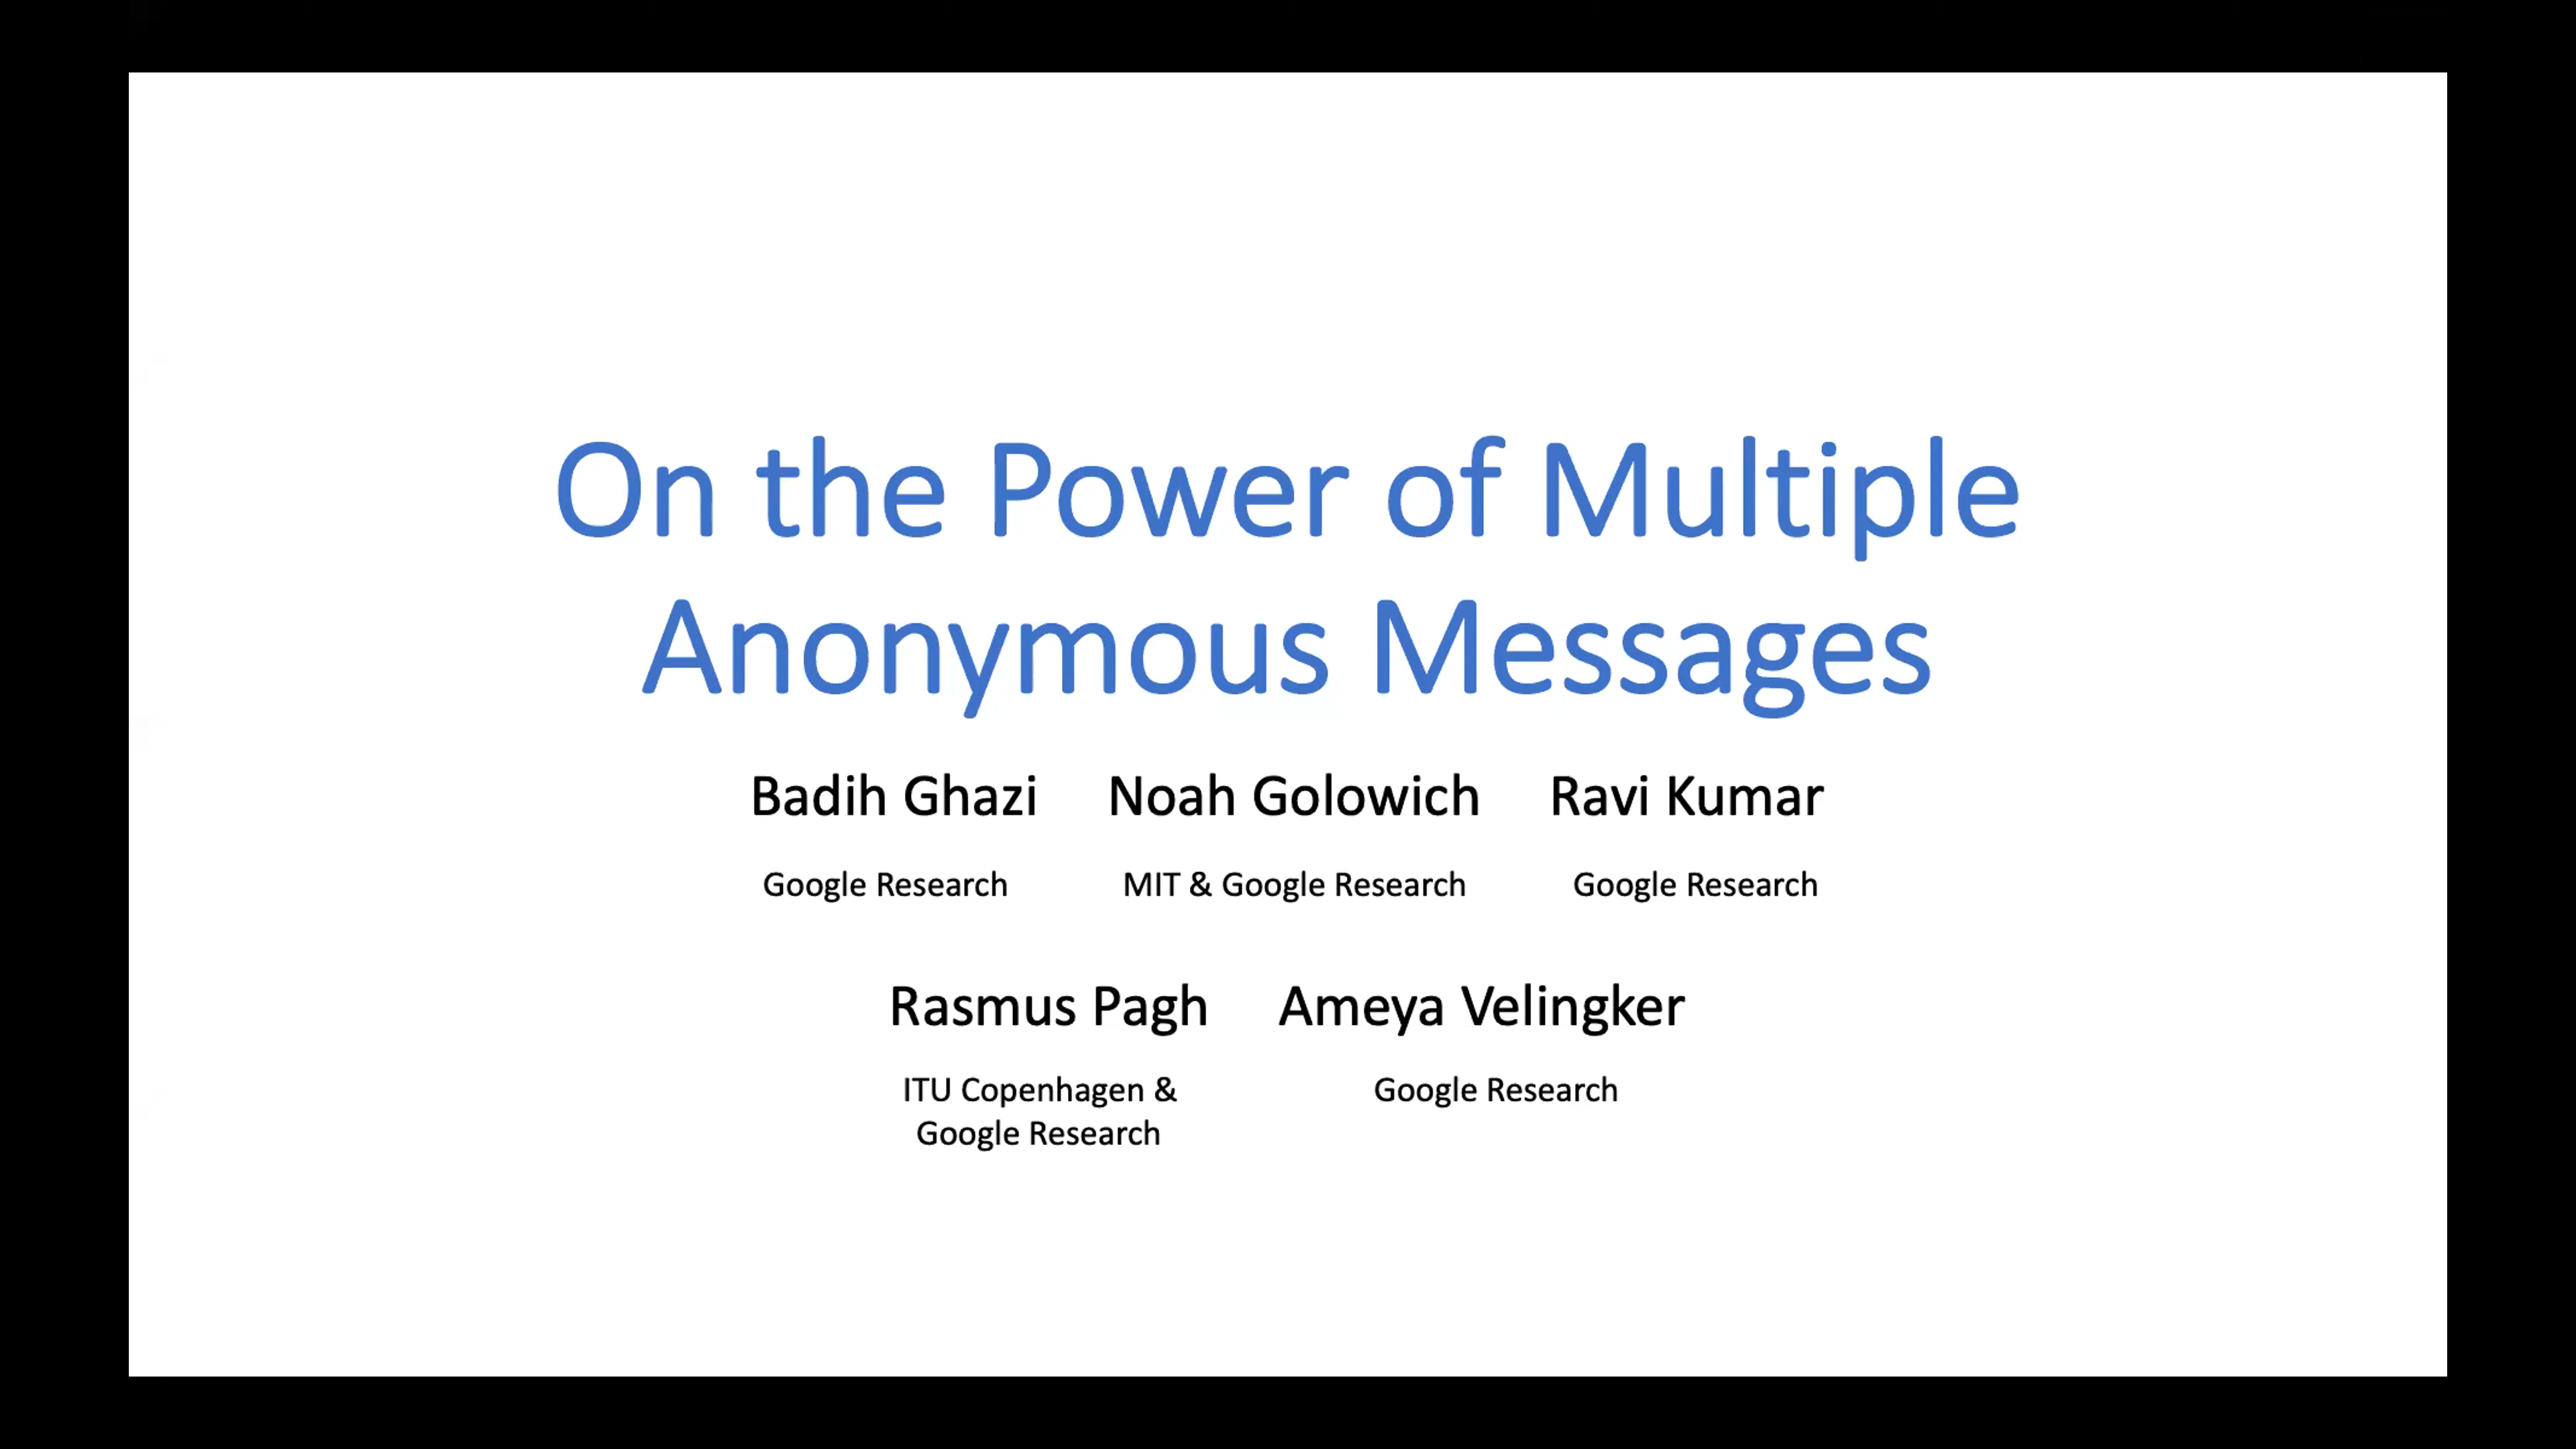 On the Power of Multiple
Anonymous Messages
Badih Ghazi Noah Golowich Ravi Kumar
Google Research MIT & Google Research Google Research
Rasmus Pagh Ameya Velingker
ITU Copenhagen & Google Research
Google Research